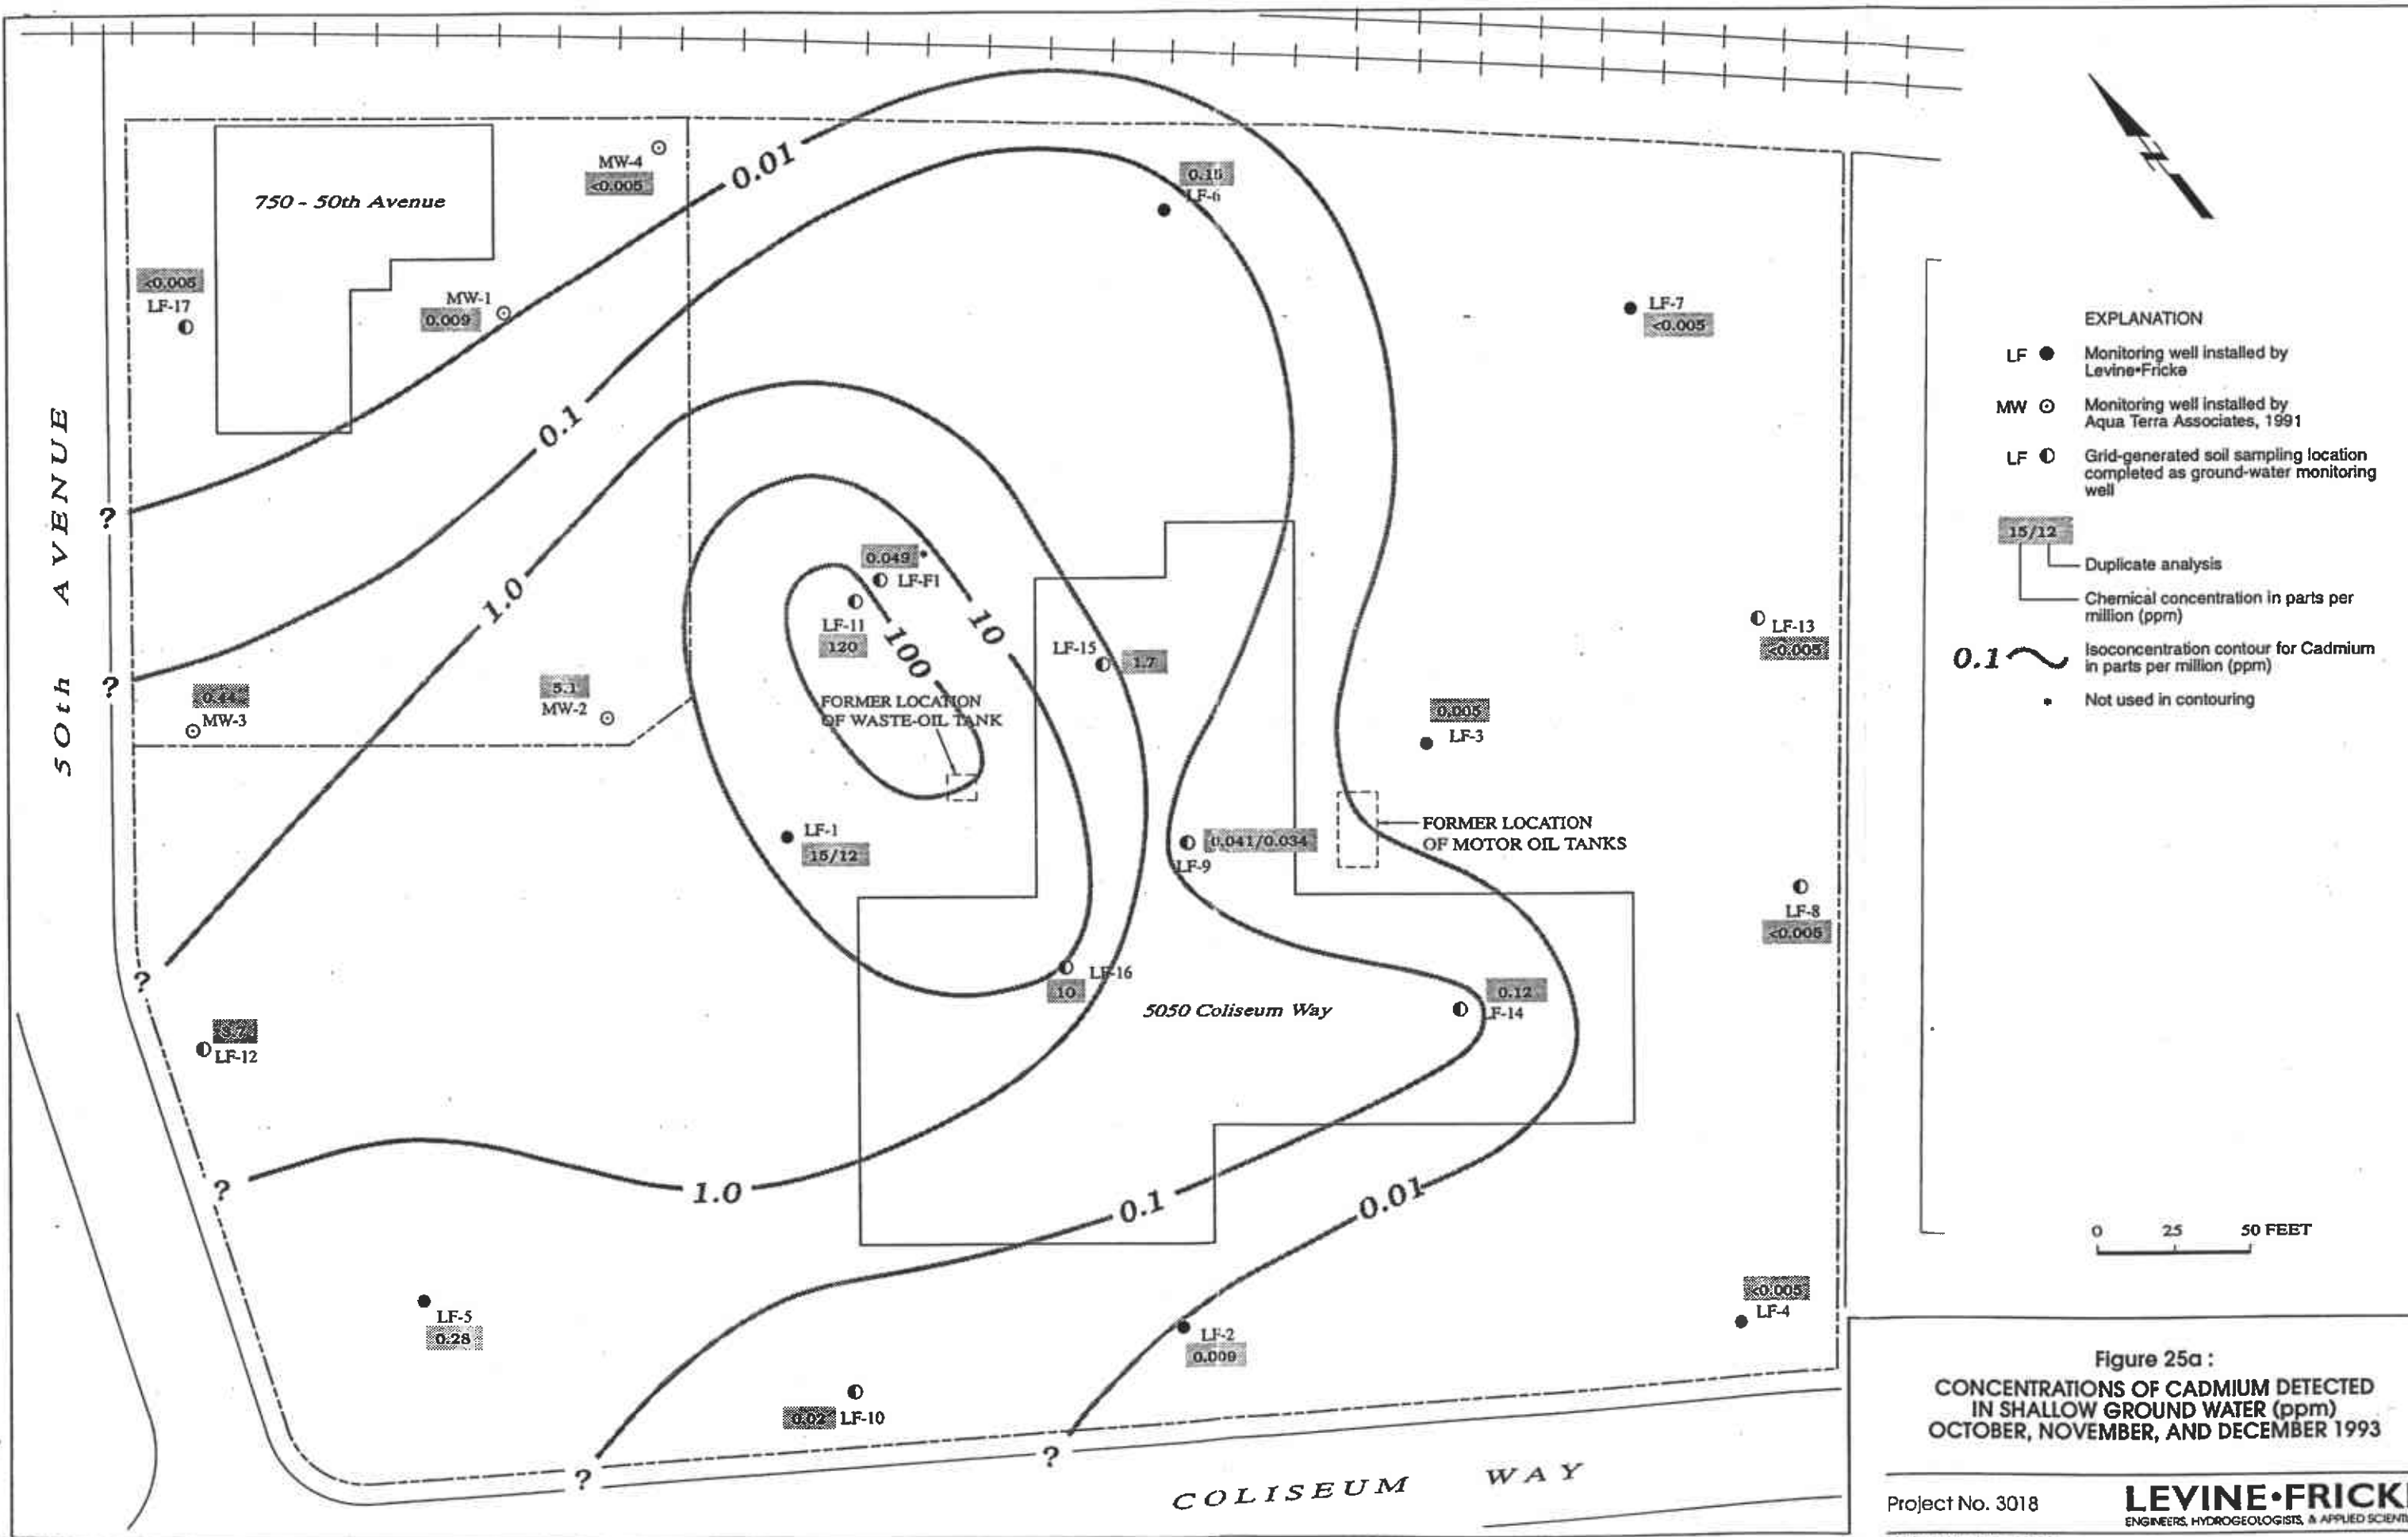 MW-4
<0.005
0.01
0.15
LF-6
750 - 50th Avenue
<0.005
LF-17
MW-1
0.009
LF-7
<0.005
50th AVENUE
?
0.1
?
1.0
0.049
LF-F1
LF-11
120
100
10
LF-15
1.7
LF-13
<0.005
0.44
MW-3
5.1
MW-2
FORMER LOCATION
OF WASTE-OIL TANK
0.005
LF-3
LF-1
15/12
0.041/0.034
LF-9
FORMER LOCATION
OF MOTOR OIL TANKS
LF-8
<0.005
?
LF-16
10
5050 Coliseum Way
0.12
LF-14
LF-12
?
1.0
0.1
0.01
LF-5
0.28
LF-2
0.009
<0.005
LF-4
0.02
LF-10
?
?
COLISEUM WAY
EXPLANATION
LF
Monitoring well installed by
Levine•Fricke
MW
Monitoring well installed by
Aqua Terra Associates, 1991
LF
Grid-generated soil sampling location
completed as ground-water monitoring
well
15/12
Duplicate analysis
Chemical concentration in parts per
million (ppm)
0.1
Isoconcentration contour for Cadmium
in parts per million (ppm)
Not used in contouring
0 25 50 FEET
Figure 25a :
CONCENTRATIONS OF CADMIUM DETECTED
IN SHALLOW GROUND WATER (ppm)
OCTOBER, NOVEMBER, AND DECEMBER 1993
Project No. 3018
LEVINE•FRICKE
ENGINEERS, HYDROGEOLOGISTS, & APPLIED SCIEN